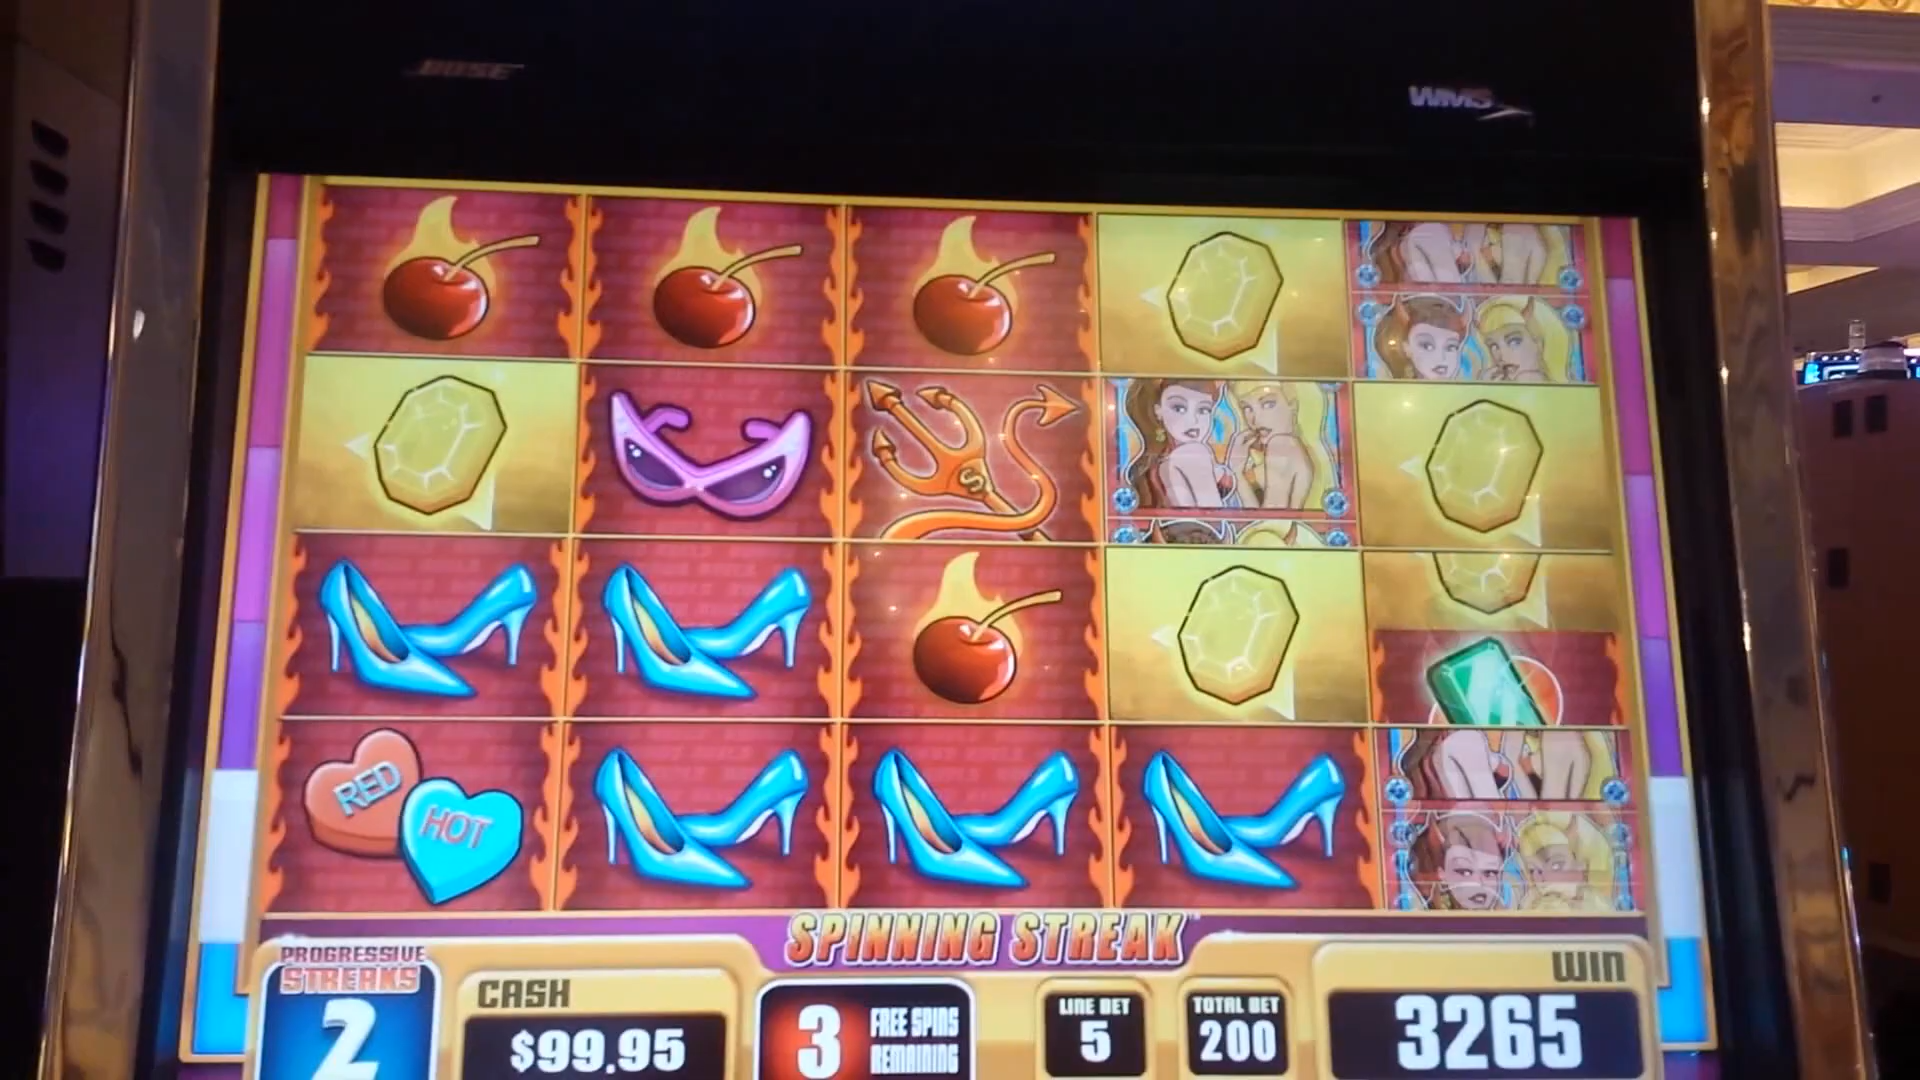 BOSE
WMS
$
RED
HOT
SPINNING STREAK™
PROGRESSIVE
STREAKS
2
CASH
$99.95
3
FREE SPINS
REMAINING
LINE BET
5
TOTAL BET
200
WIN
3265